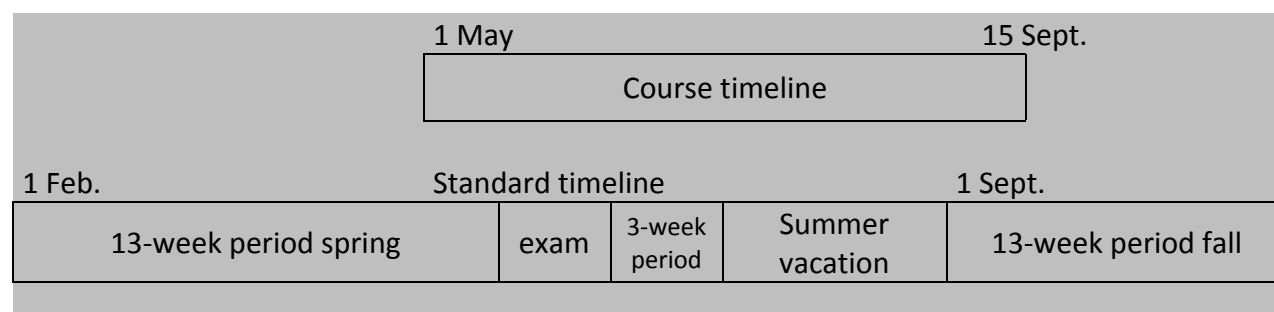 1 May 15 Sept.
Course timeline
1 Feb. Standard timeline 1 Sept.
13-week period spring
exam
3-week
period
Summer
vacation
13-week period fall